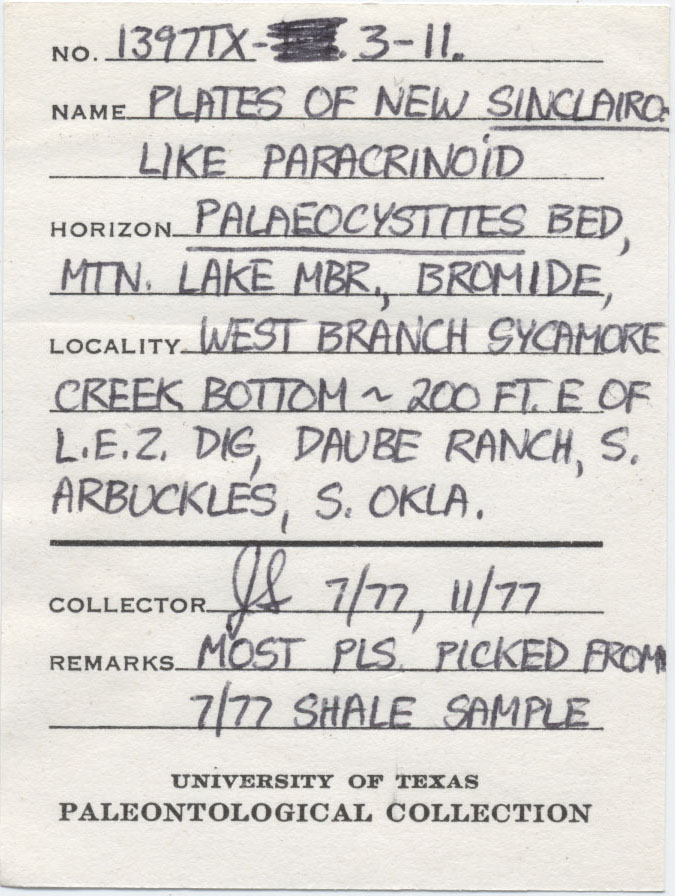 NO. 1397TX- 3-11.
NAME PLATES OF NEW SINCLAIRO-
LIKE PARACRINOID
HORIZON PALAEOCYSTITES BED,
MTN. LAKE MBR., BROMIDE,
LOCALITY WEST BRANCH SYCAMORE
CREEK BOTTOM ~ 200 FT. E OF
L.E.Z. DIG, DAUBE RANCH, S.
ARBUCKLES, S. OKLA.
COLLECTOR JS 7/77, 11/77
REMARKS MOST PLS. PICKED FROM
7/77 SHALE SAMPLE
UNIVERSITY OF TEXAS
PALEONTOLOGICAL COLLECTION